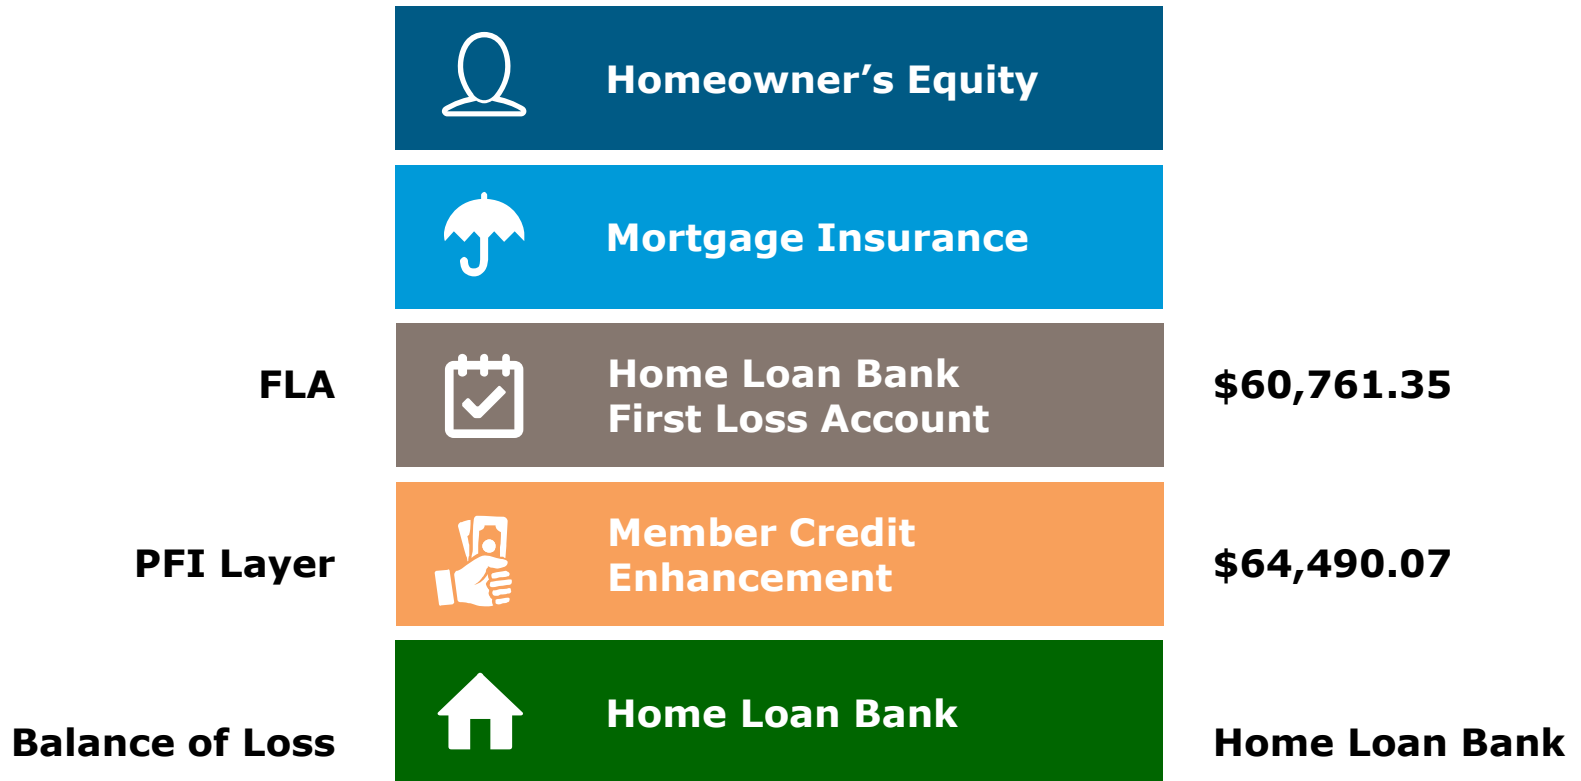 Homeowner’s Equity
Mortgage Insurance
FLA
Home Loan Bank
First Loss Account
$60,761.35
PFI Layer
Member Credit
Enhancement
$64,490.07
Balance of Loss
Home Loan Bank
Home Loan Bank